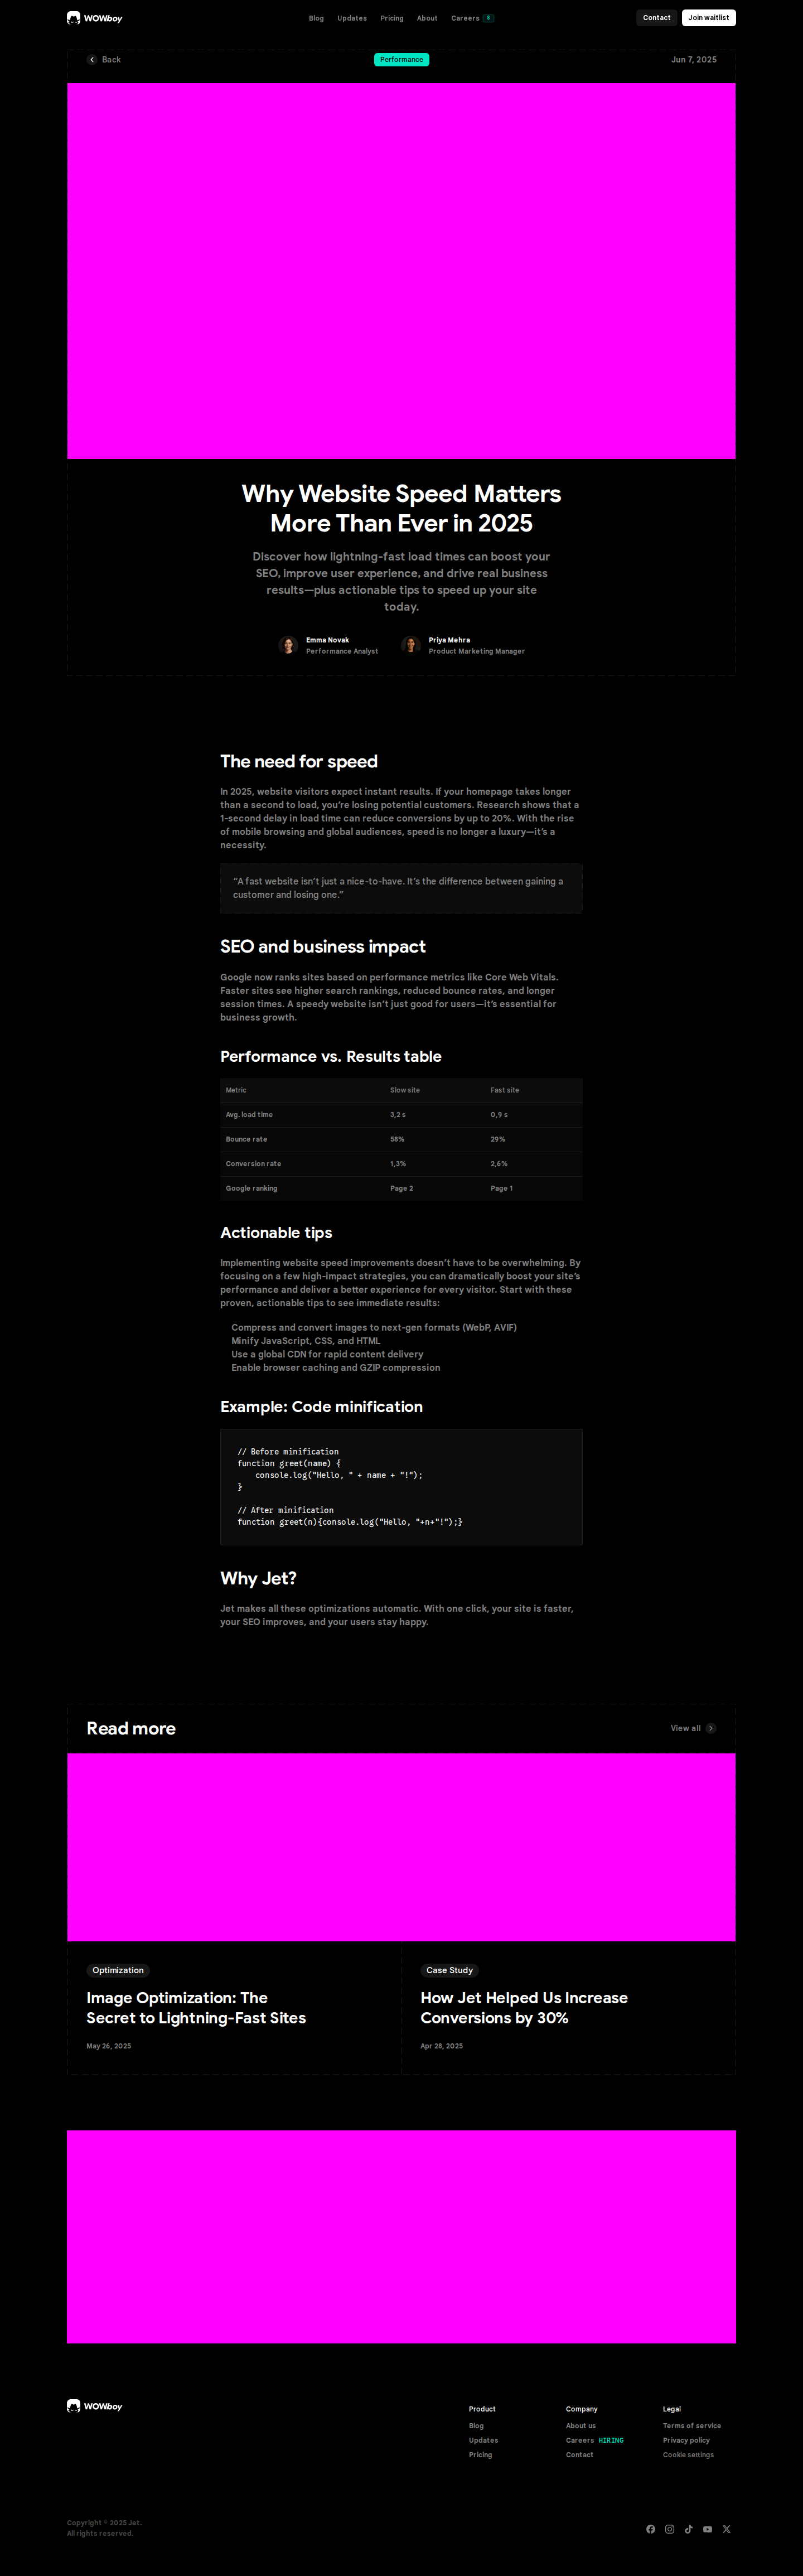 WOWboy
Blog Updates Pricing About Careers 8
Contact Join waitlist
Back
Performance
Jun 7, 2025
Why Website Speed Matters
More Than Ever in 2025
Discover how lightning-fast load times can boost your
SEO, improve user experience, and drive real business
results—plus actionable tips to speed up your site
today.
Emma Novak
Performance Analyst
Priya Mehra
Product Marketing Manager
The need for speed
In 2025, website visitors expect instant results. If your homepage takes longer
than a second to load, you’re losing potential customers. Research shows that a
1-second delay in load time can reduce conversions by up to 20%. With the rise
of mobile browsing and global audiences, speed is no longer a luxury—it’s a
necessity.
“A fast website isn’t just a nice-to-have. It’s the difference between gaining a
customer and losing one.”
SEO and business impact
Google now ranks sites based on performance metrics like Core Web Vitals.
Faster sites see higher search rankings, reduced bounce rates, and longer
session times. A speedy website isn’t just good for users—it’s essential for
business growth.
Performance vs. Results table
Metric Slow site Fast site
Avg. load time 3,2 s 0,9 s
Bounce rate 58% 29%
Conversion rate 1,3% 2,6%
Google ranking Page 2 Page 1
Actionable tips
Implementing website speed improvements doesn’t have to be overwhelming. By
focusing on a few high-impact strategies, you can dramatically boost your site’s
performance and deliver a better experience for every visitor. Start with these
proven, actionable tips to see immediate results:
Compress and convert images to next-gen formats (WebP, AVIF)
Minify JavaScript, CSS, and HTML
Use a global CDN for rapid content delivery
Enable browser caching and GZIP compression
Example: Code minification
// Before minification
function greet(name) {
console.log("Hello, " + name + "!");
}
// After minification
function greet(n){console.log("Hello, "+n+"!");}
Why Jet?
Jet makes all these optimizations automatic. With one click, your site is faster,
your SEO improves, and your users stay happy.
Read more
View all
Optimization
Image Optimization: The
Secret to Lightning-Fast Sites
May 26, 2025
Case Study
How Jet Helped Us Increase
Conversions by 30%
Apr 28, 2025
WOWboy
Product
Blog
Updates
Pricing
Company
About us
Careers HIRING
Contact
Legal
Terms of service
Privacy policy
Cookie settings
Copyright © 2025 Jet.
All rights reserved.